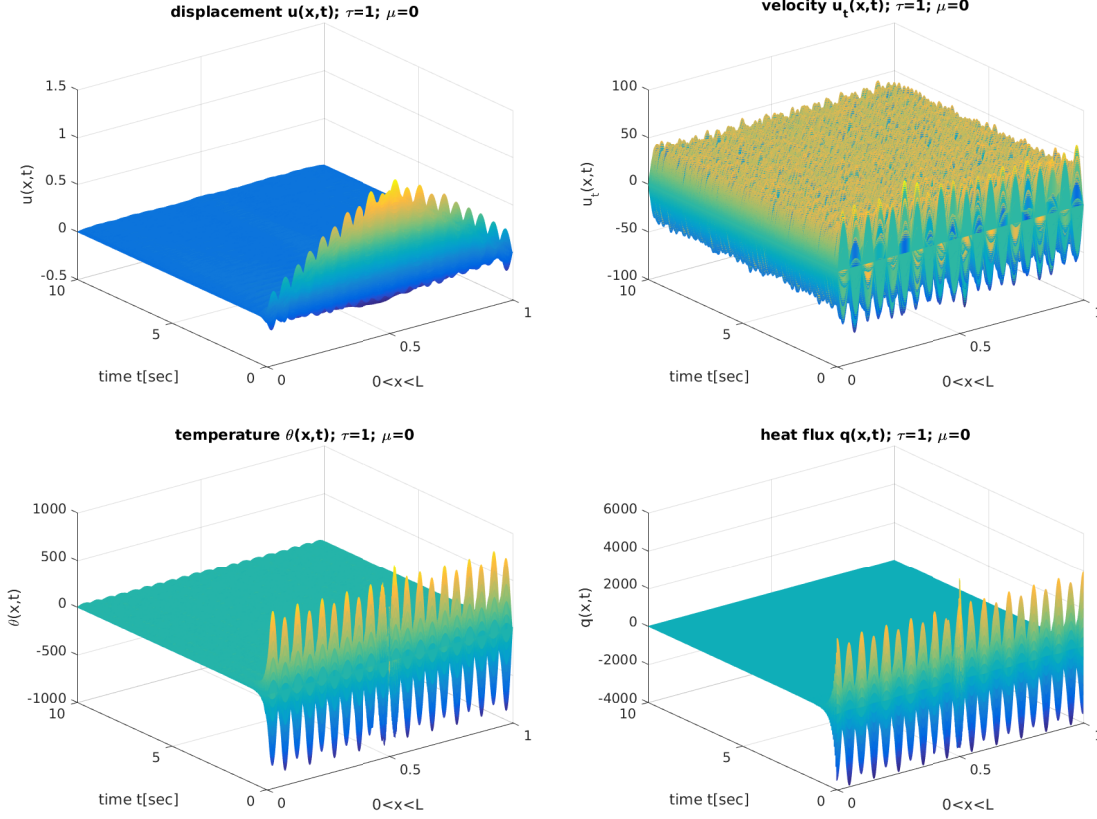 displacement u(x,t); τ=1; μ=0
1.5
1
0.5
0
-0.5
u(x,t)
10
5
0
time t[sec]
0
0.5
1
0<x<L
velocity u_t(x,t); τ=1; μ=0
100
50
0
-50
-100
u_t(x,t)
10
5
0
time t[sec]
0
0.5
1
0<x<L
temperature θ(x,t); τ=1; μ=0
1000
500
0
-500
-1000
θ(x,t)
10
5
0
time t[sec]
0
0.5
1
0<x<L
heat flux q(x,t); τ=1; μ=0
6000
4000
2000
0
-2000
-4000
q(x,t)
10
5
0
time t[sec]
0
0.5
1
0<x<L